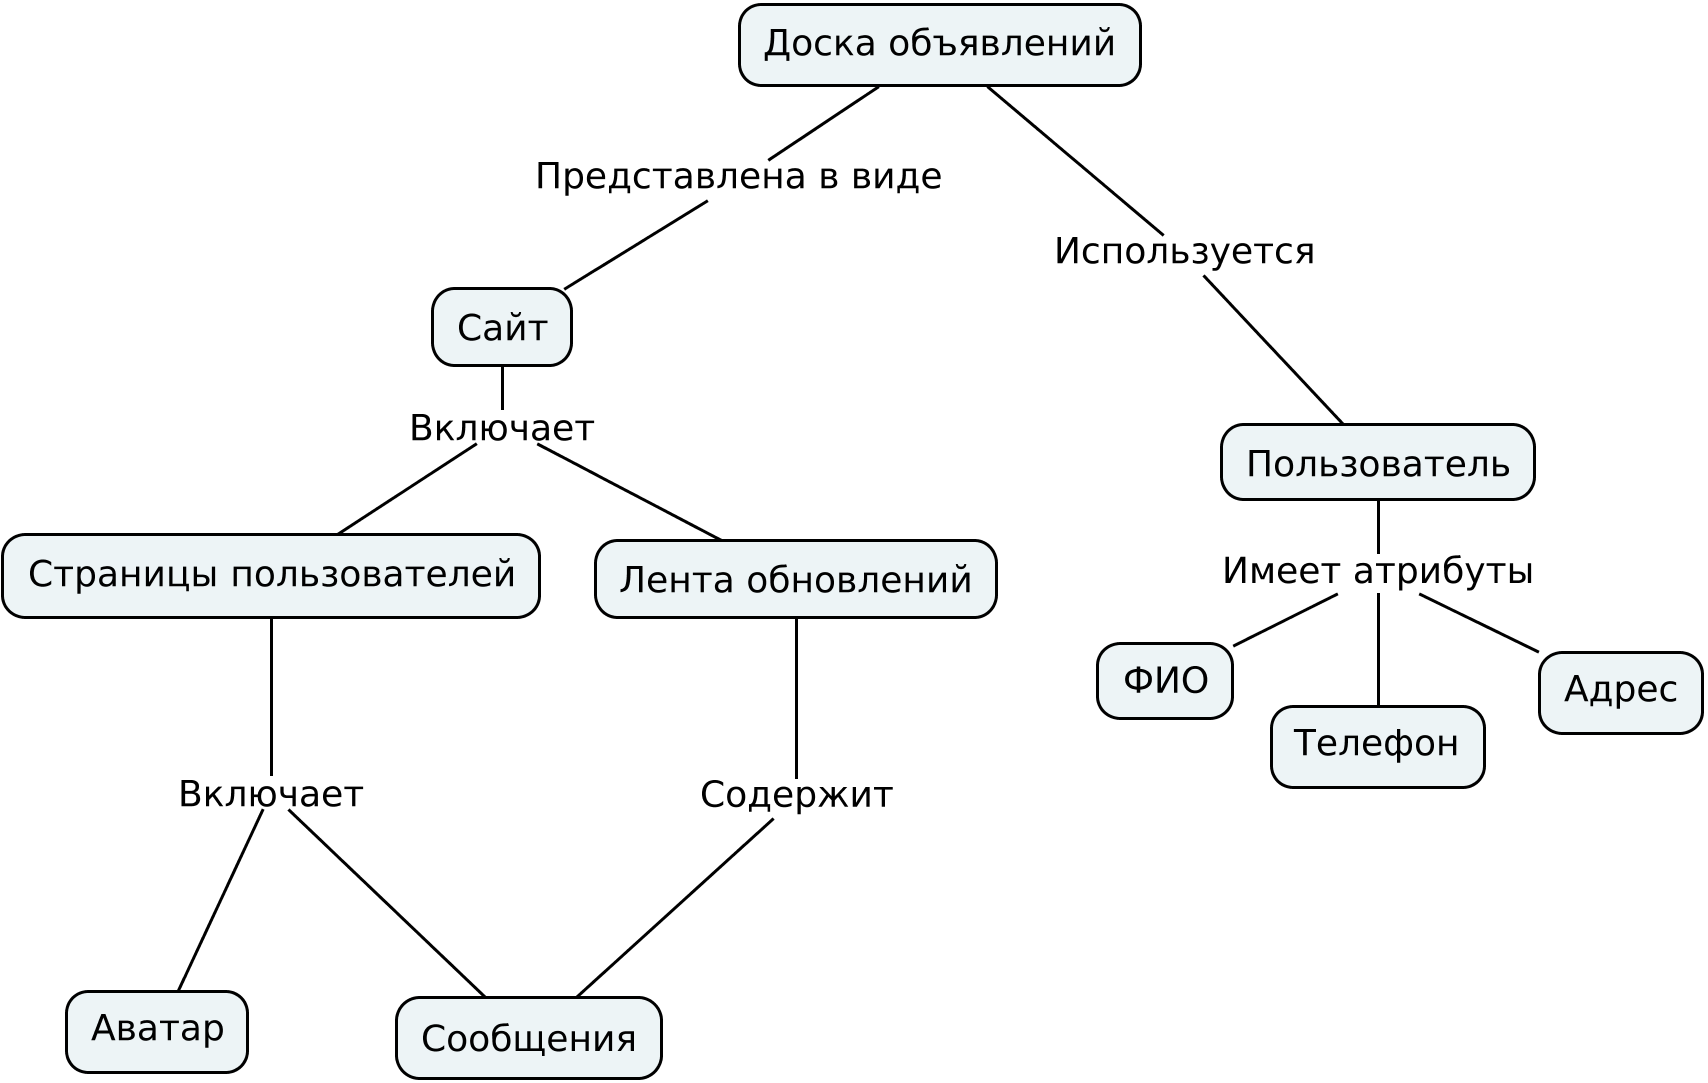 Доска объявлений
Представлена в виде
Используется
Сайт
Включает
Пользователь
Страницы пользователей
Лента обновлений
Имеет атрибуты
ФИО
Адрес
Телефон
Включает
Содержит
Аватар
Сообщения